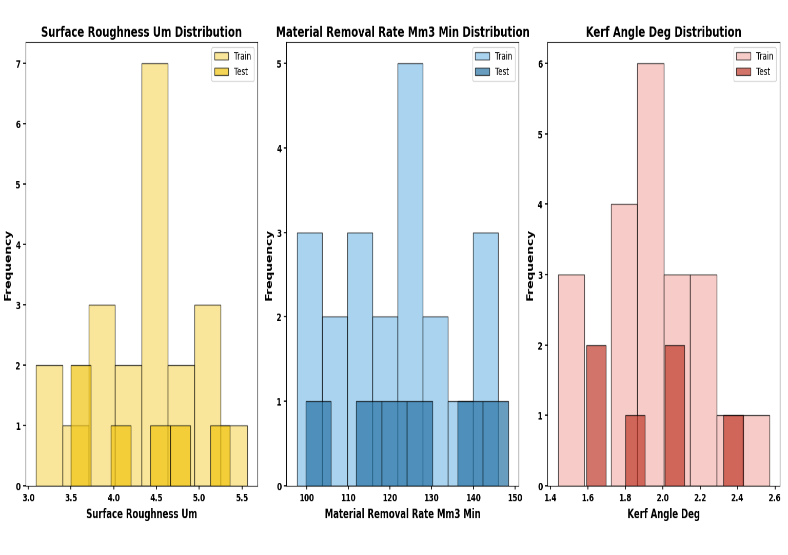 Surface Roughness Um Distribution
Train
Test
7
6
5
4
3
2
1
0
Frequency
3.0 3.5 4.0 4.5 5.0 5.5
Surface Roughness Um
Material Removal Rate Mm3 Min Distribution
Train
Test
5
4
3
2
1
0
Frequency
100 110 120 130 140 150
Material Removal Rate Mm3 Min
Kerf Angle Deg Distribution
Train
Test
6
5
4
3
2
1
0
Frequency
1.4 1.6 1.8 2.0 2.2 2.4 2.6
Kerf Angle Deg